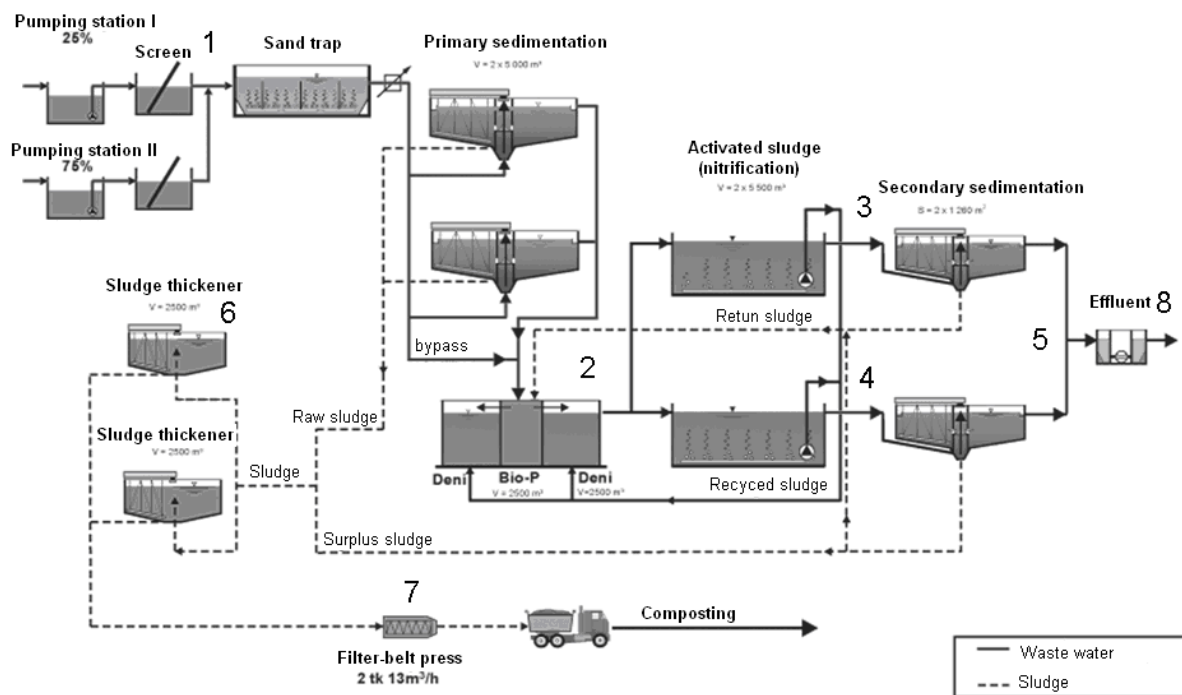 Pumping station I
25%
Screen
1
Sand trap
Primary sedimentation
V = 2 x 5 000 m³
Pumping station II
75%
Activated sludge
(nitrification)
V = 2 x 5 500 m³
3
Secondary sedimentation
S = 2 x 1 260 m²
Sludge thickener
V = 2500 m³
6
Retun sludge
Effluent
8
bypass
2
4
5
Raw sludge
Sludge thickener
V = 2500 m³
Sludge
Deni
Bio-P
Deni
V = 2500 m³
V=2500 m³
Recyced sludge
Surplus sludge
7
Composting
Filter-belt press
2 tk 13m³/h
Waste water
Sludge